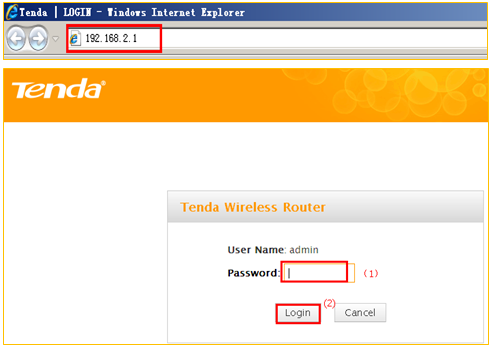 Tenda | LOGIN - Windows Internet Explorer
192.168.2.1
Tenda®
Tenda Wireless Router
User Name: admin
Password: (1)
(2)
Login Cancel